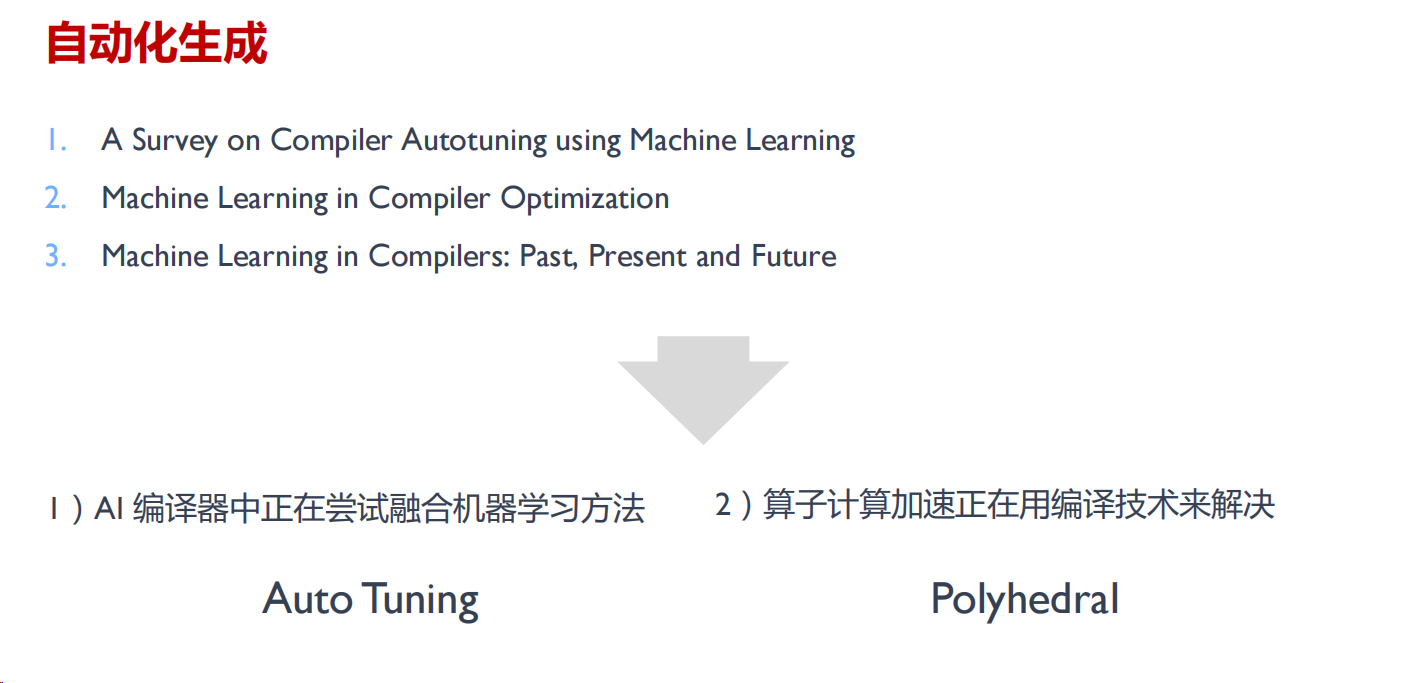 自动化生成
1. A Survey on Compiler Autotuning using Machine Learning
2. Machine Learning in Compiler Optimization
3. Machine Learning in Compilers: Past, Present and Future
1）AI 编译器中正在尝试融合机器学习方法
2）算子计算加速正在用编译技术来解决
Auto Tuning
Polyhedral